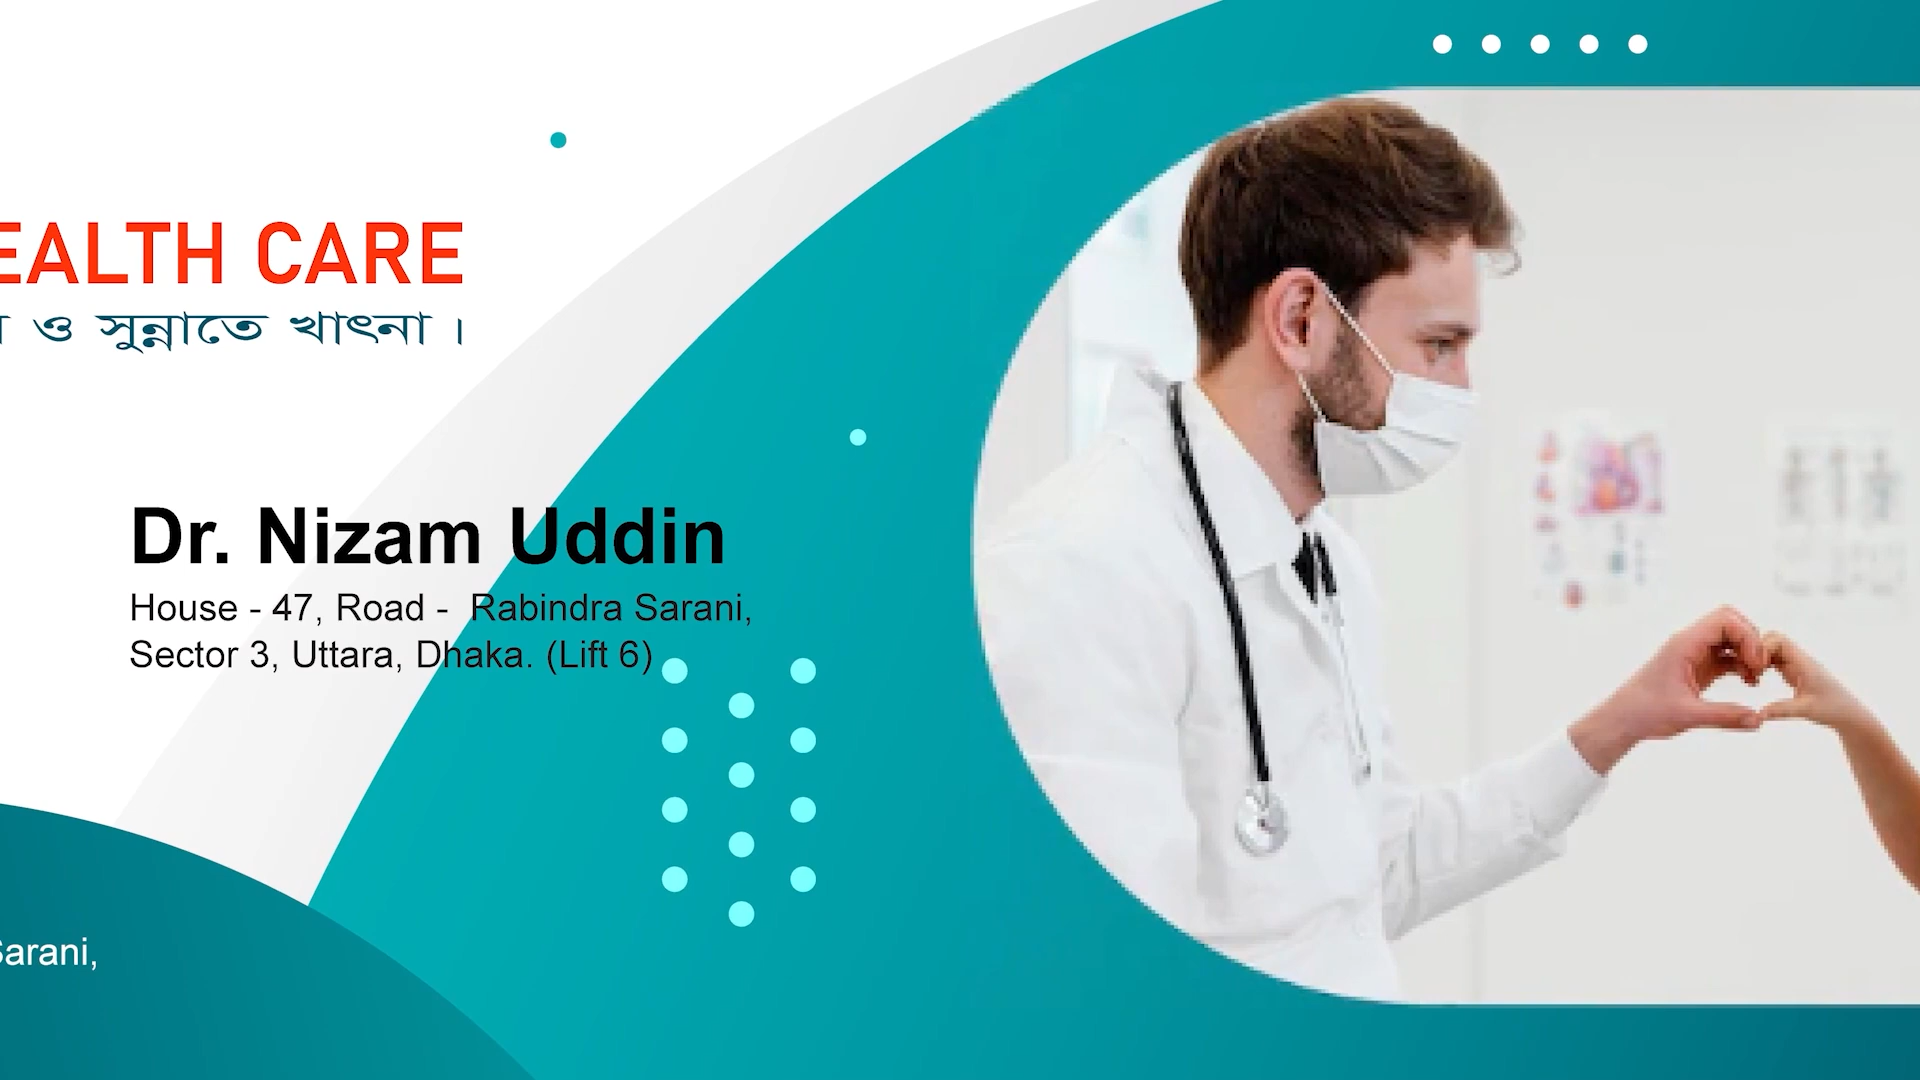 EALTH CARE
ও সুন্নাতে খাৎনা।
Dr. Nizam Uddin
House - 47, Road - Rabindra Sarani,
Sector 3, Uttara, Dhaka. (Lift 6)
Sarani,